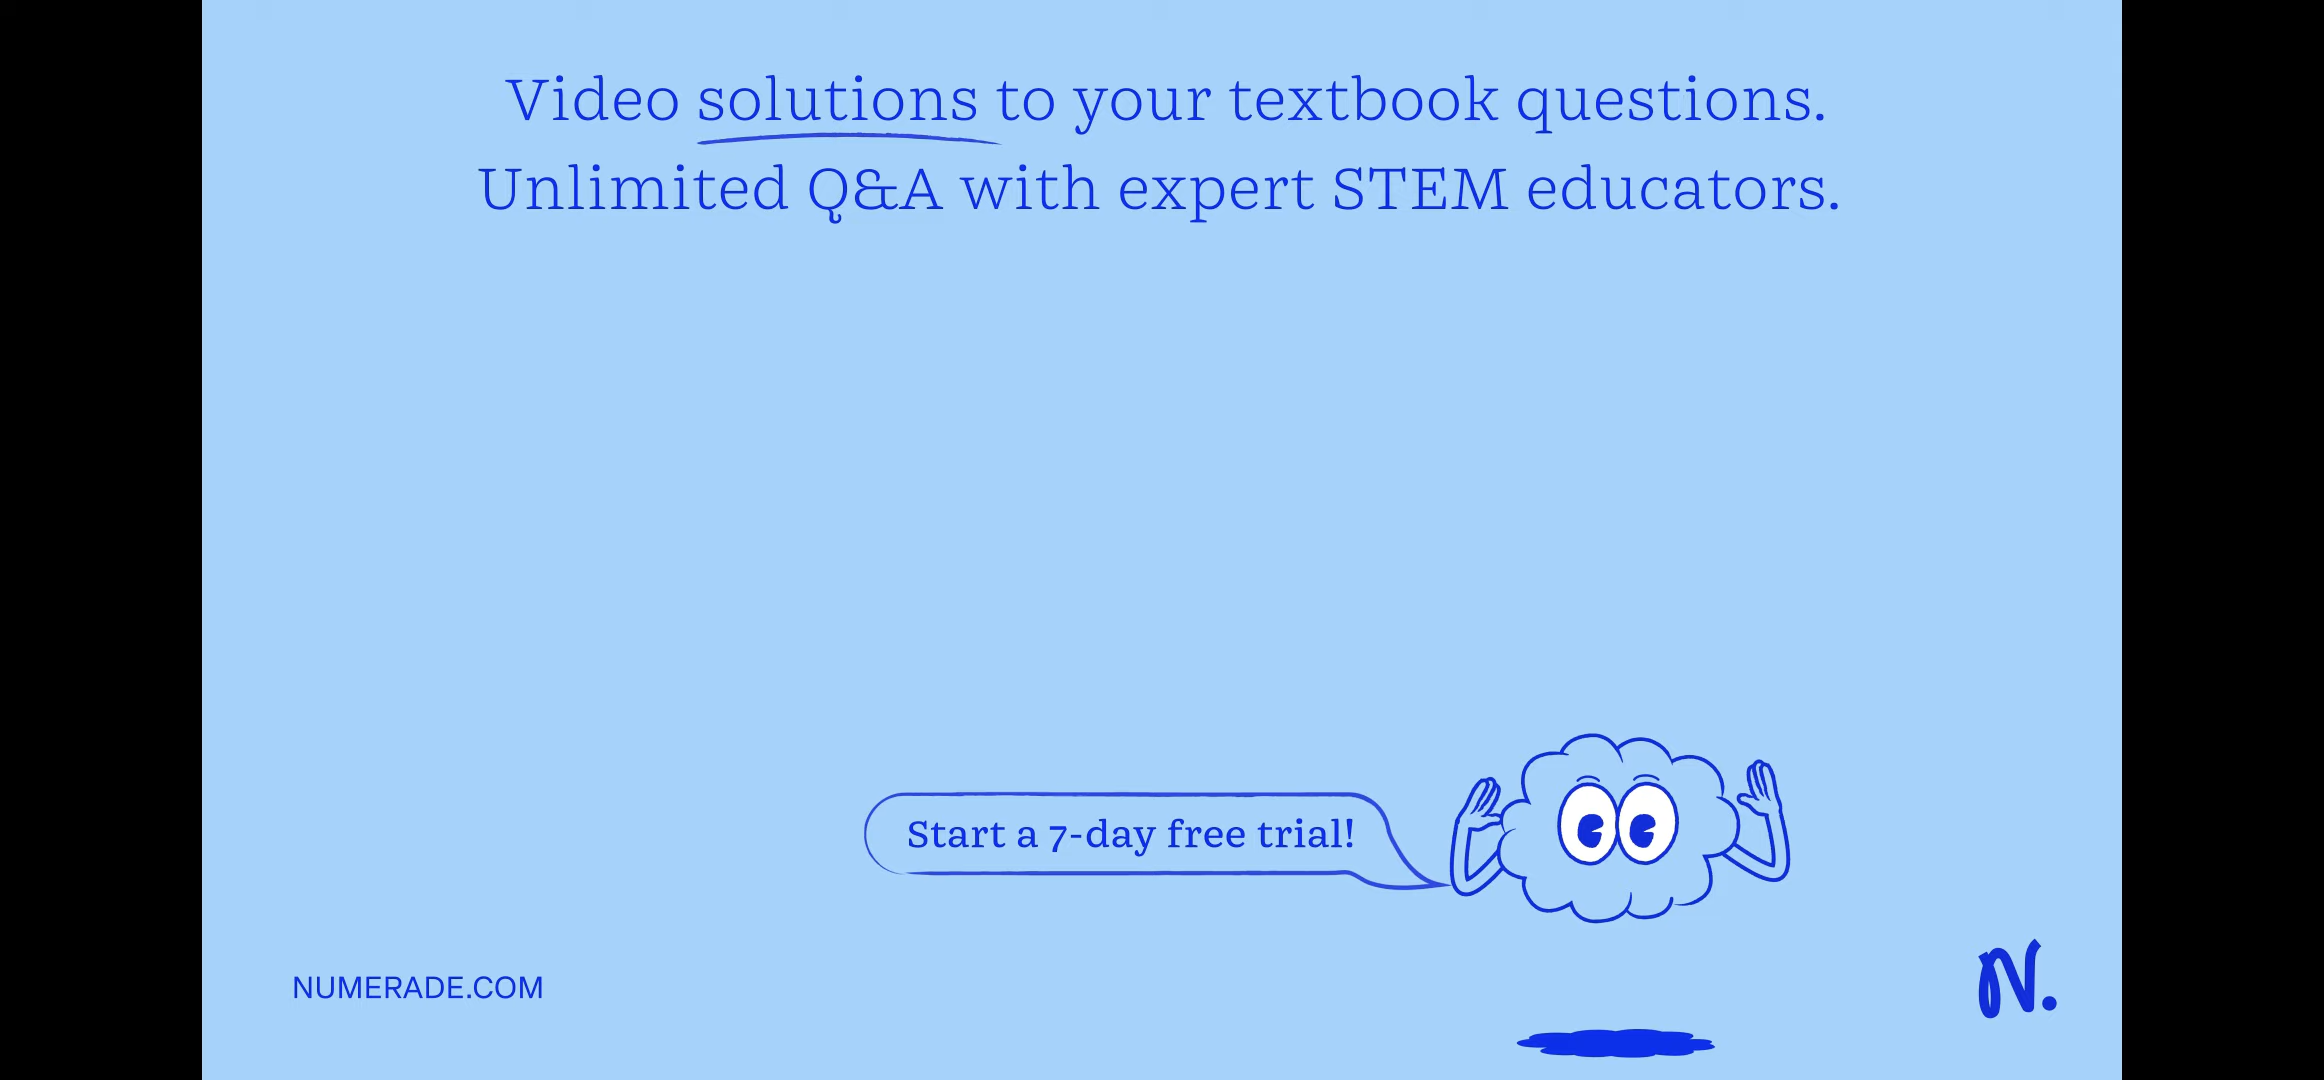 Video solutions to your textbook questions.
Unlimited Q&A with expert STEM educators.
Start a 7-day free trial!
NUMERADE.COM
N.